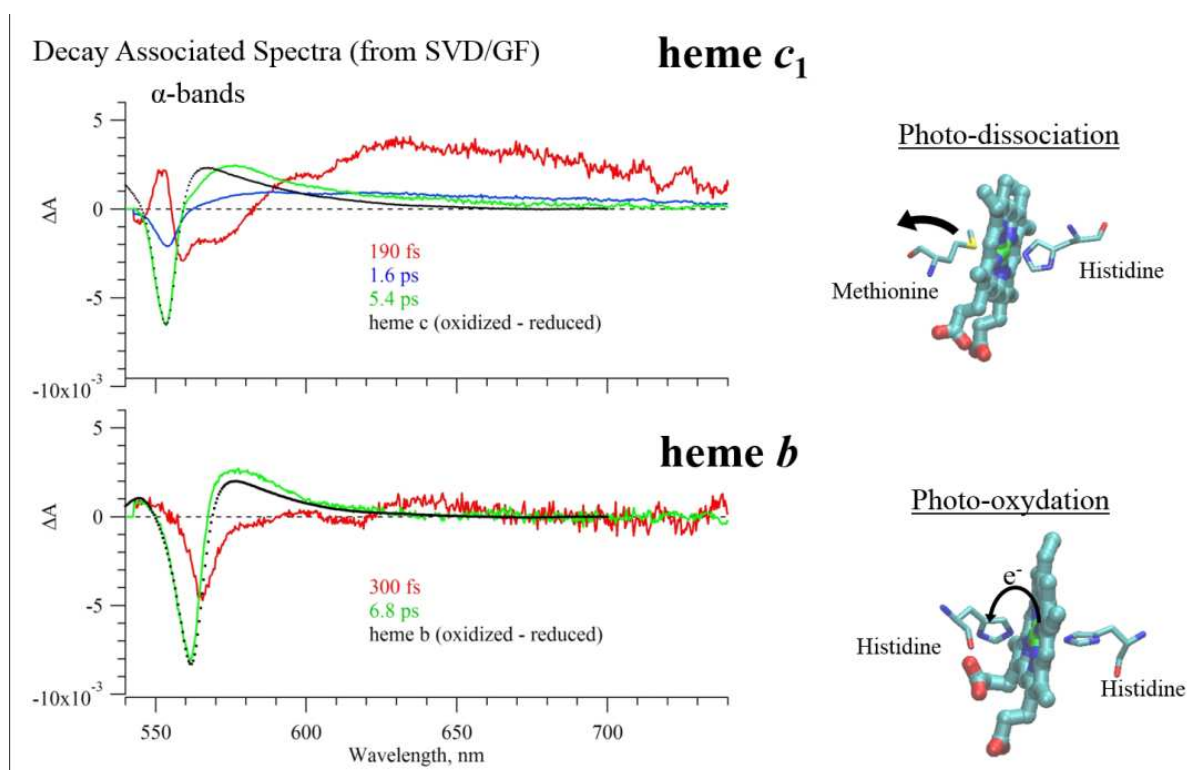 Decay Associated Spectra (from SVD/GF)
heme c₁
α-bands
5
0
-5
-10x10⁻³
ΔA
190 fs
1.6 ps
5.4 ps
heme c (oxidized - reduced)
Photo-dissociation
Methionine
Histidine
heme b
5
0
-5
-10x10⁻³
ΔA
300 fs
6.8 ps
heme b (oxidized - reduced)
550
600
650
700
Wavelength, nm
Photo-oxydation
e⁻
Histidine
Histidine